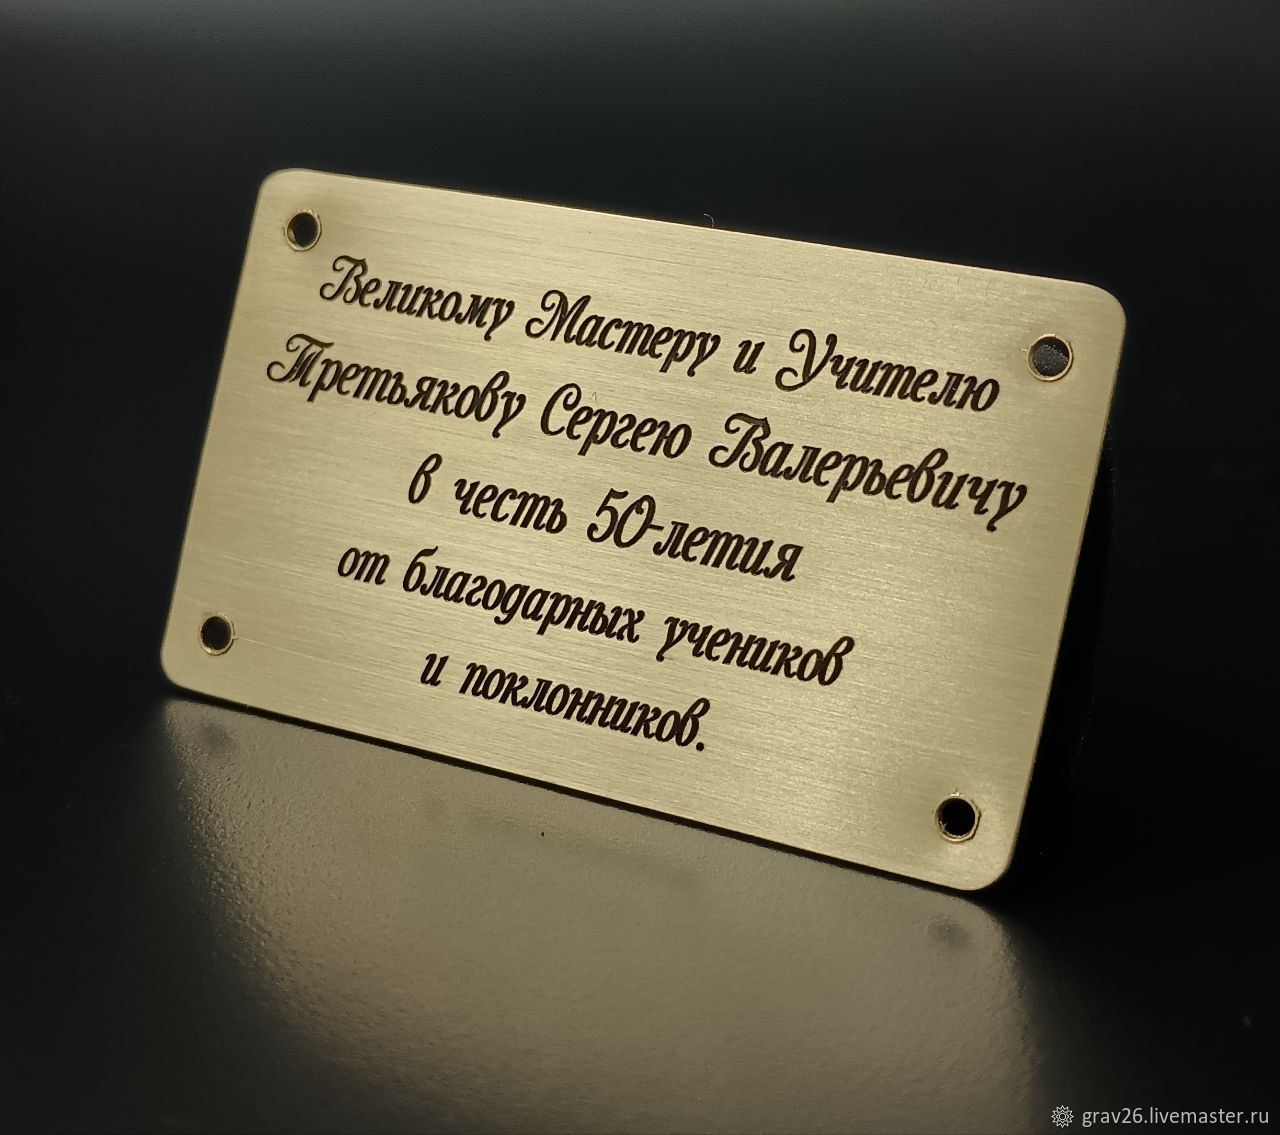 Великому Мастеру и Учителю
Третьякову Сергею Валерьевичу
в честь 50-летия
от благодарных учеников
и поклонников.
grav26.livemaster.ru